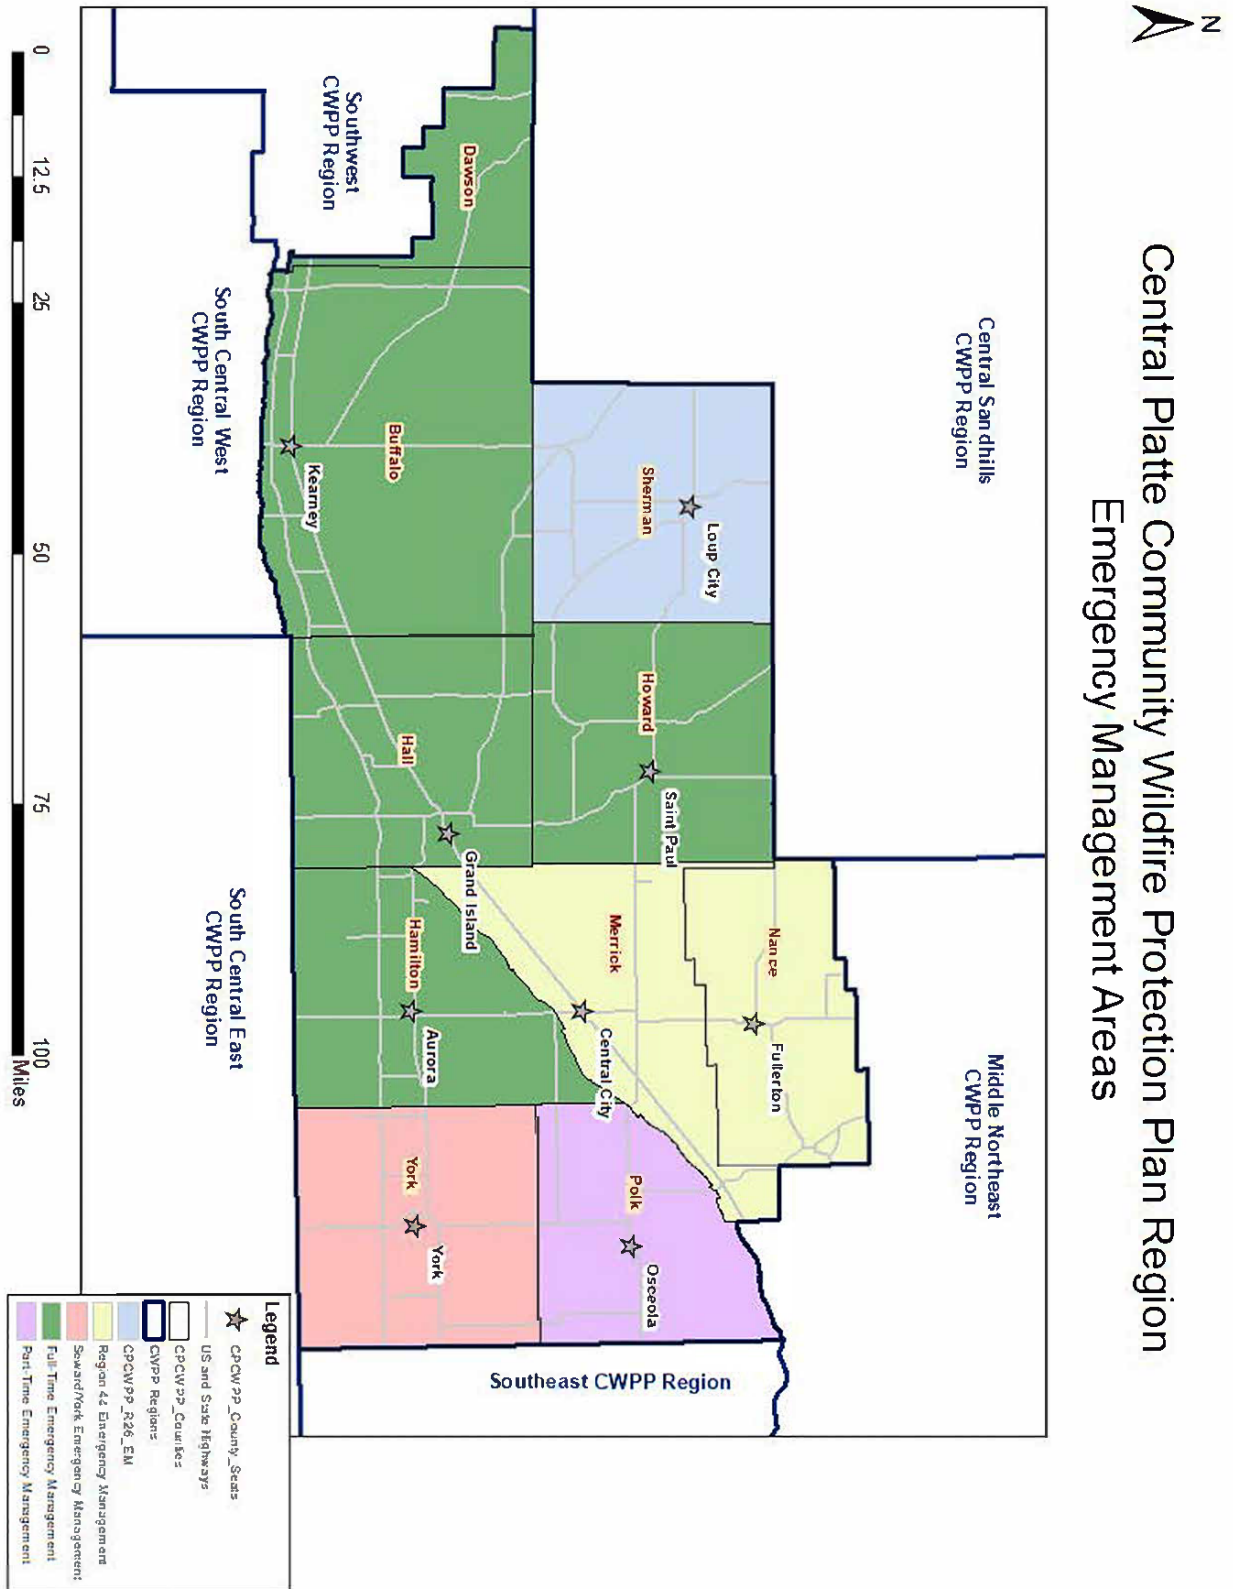 N
Central Platte Community Wildfire Protection Plan Region
Emergency Management Areas
Central Sandhills
CWPP Region
Middle Northeast
CWPP Region
Loup City
Sherman
Howard
Saint Paul
Nance
Fullerton
Merrick
Central City
Polk
Osceola
Southwest
CWPP Region
Dawson
Buffalo
Kearney
Hall
Grand Island
Hamilton
Aurora
York
York
Southeast CWPP Region
South Central West
CWPP Region
South Central East
CWPP Region
Legend
CPCWPP_County_Seats
US and State Highways
CPCWPP_Counties
CWPP Regions
CPCWPP_R26_EM
Region 44 Emergency Management
Seward/York Emergency Management
Full-Time Emergency Management
Part-Time Emergency Management
0 12.5 25 50 75 100
Miles